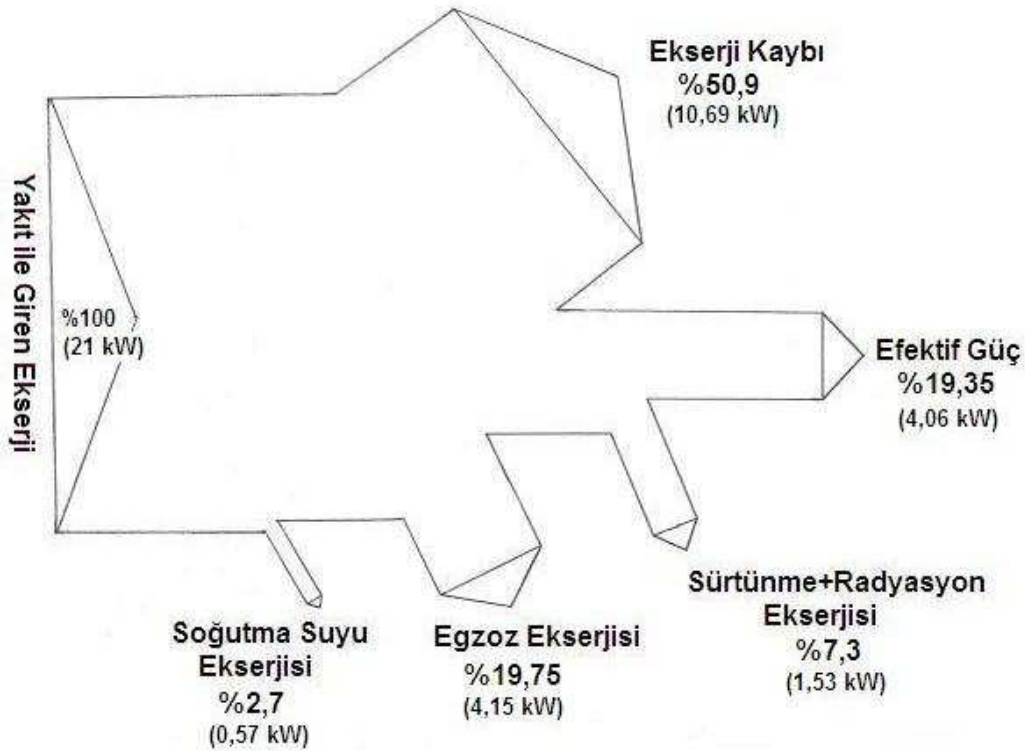 Ekserji Kaybı
%50,9
(10,69 kW)
Yakıt ile Giren Ekserji
%100
(21 kW)
Efektif Güç
%19,35
(4,06 kW)
Sürtünme+Radyasyon
Ekserjisi
%7,3
(1,53 kW)
Egzoz Ekserjisi
%19,75
(4,15 kW)
Soğutma Suyu
Ekserjisi
%2,7
(0,57 kW)